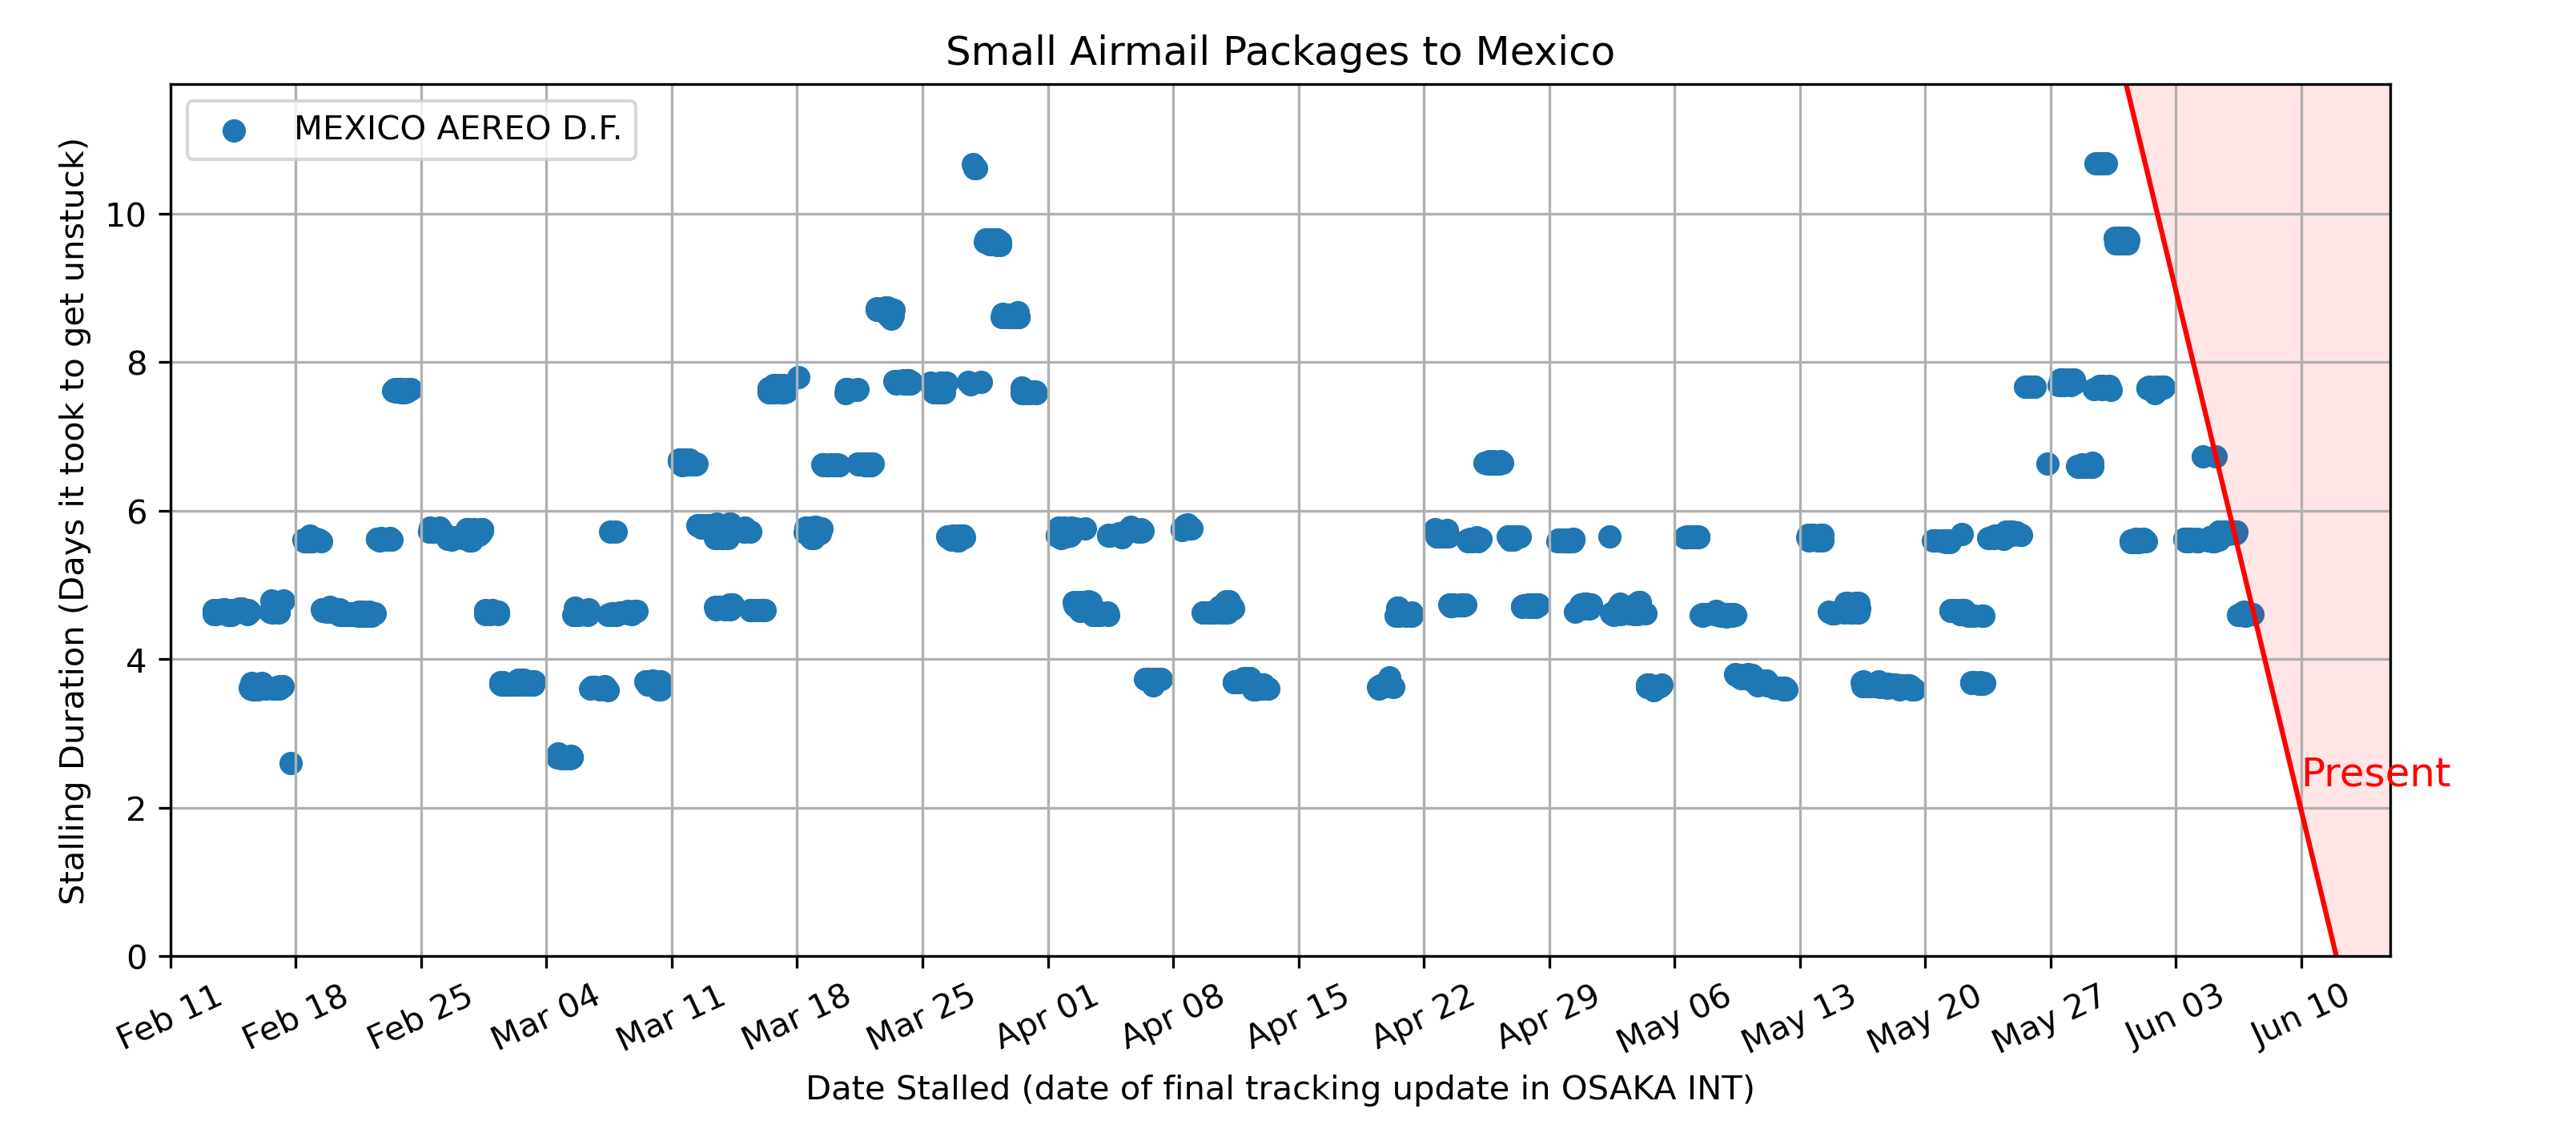 Small Airmail Packages to Mexico
MEXICO AEREO D.F.
Stalling Duration (Days it took to get unstuck)
10
8
6
4
2
0
Present
Feb 11
Feb 18
Feb 25
Mar 04
Mar 11
Mar 18
Mar 25
Apr 01
Apr 08
Apr 15
Apr 22
Apr 29
May 06
May 13
May 20
May 27
Jun 03
Jun 10
Date Stalled (date of final tracking update in OSAKA INT)